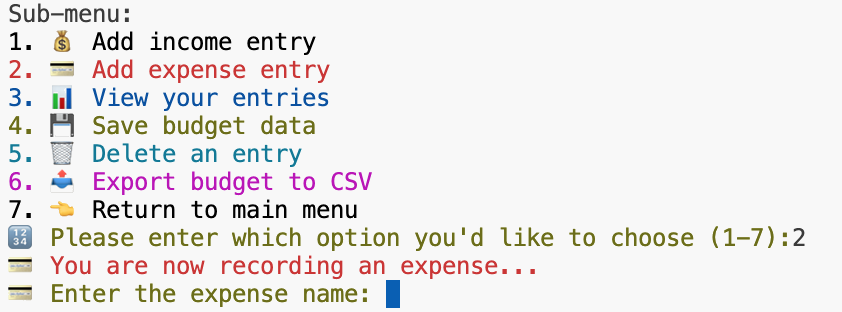 Sub-menu:
1. 💰 Add income entry
2. 💳 Add expense entry
3. 📊 View your entries
4. 💾 Save budget data
5. 🗑️ Delete an entry
6. 📤 Export budget to CSV
7. 👈 Return to main menu
🔢 Please enter which option you'd like to choose (1-7):2
💳 You are now recording an expense...
💳 Enter the expense name: